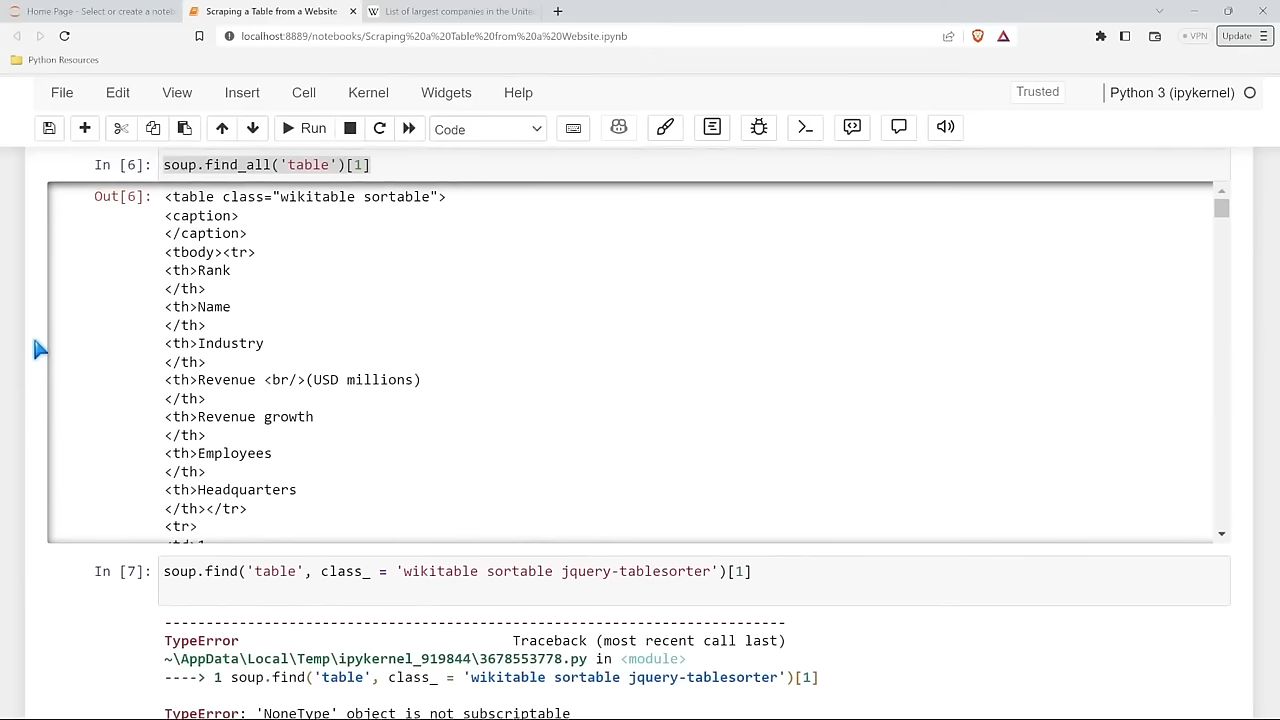 Home Page - Select or create a noteb
Scraping a Table from a Website
List of largest companies in the Unite
localhost:8889/notebooks/Scraping%20a%20Table%20from%20a%20Website.ipynb
VPN
Update
Python Resources
File Edit View Insert Cell Kernel Widgets Help
Trusted
Python 3 (ipykernel)
Run
Code
In [6]: soup.find_all('table')[1]
Out[6]: <table class="wikitable sortable">
<caption>
</caption>
<tbody><tr>
<th>Rank
</th>
<th>Name
</th>
<th>Industry
</th>
<th>Revenue <br/>(USD millions)
</th>
<th>Revenue growth
</th>
<th>Employees
</th>
<th>Headquarters
</th></tr>
<tr>
<td>1
In [7]: soup.find('table', class_ = 'wikitable sortable jquery-tablesorter')[1]
---------------------------------------------------------------------------
TypeError Traceback (most recent call last)
~\AppData\Local\Temp\ipykernel_919844\3678553778.py in <module>
----> 1 soup.find('table', class_ = 'wikitable sortable jquery-tablesorter')[1]
TypeError: 'NoneType' object is not subscriptable